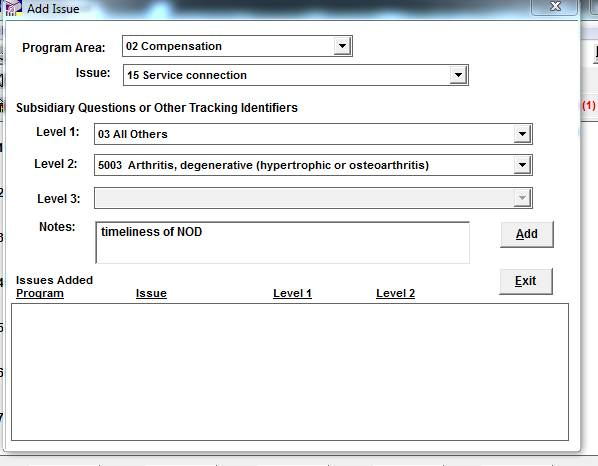 Add Issue
Program Area: 02 Compensation
Issue: 15 Service connection
(1)
Subsidiary Questions or Other Tracking Identifiers
Level 1: 03 All Others
Level 2: 5003 Arthritis, degenerative (hypertrophic or osteoarthritis)
Level 3:
Notes: timeliness of NOD
Add
Exit
Issues Added
Program Issue Level 1 Level 2